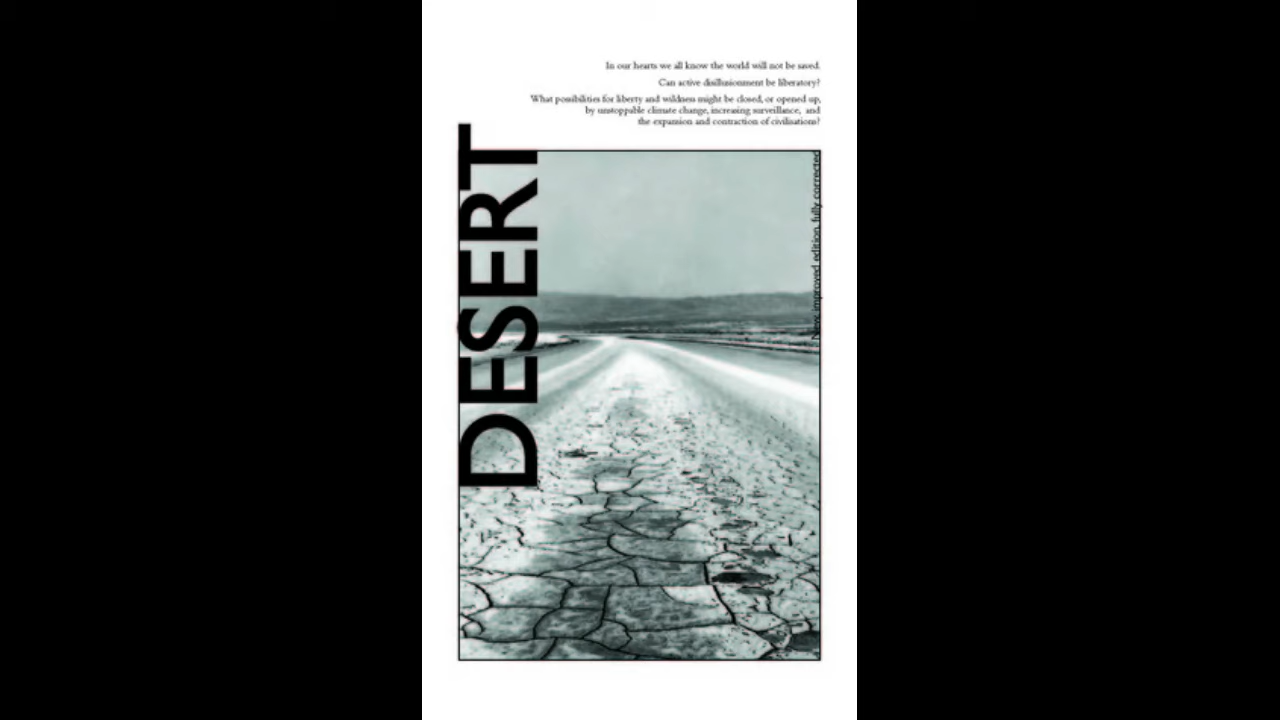 In our hearts we all know the world will not be saved.
Can active disillusionment be liberatory?
What possibilities for liberty and wildness might be closed, or opened up,
by unstoppable climate change, increasing surveillance, and
the expansion and contraction of civilisations?
DESERT
New improved edition, fully corrected